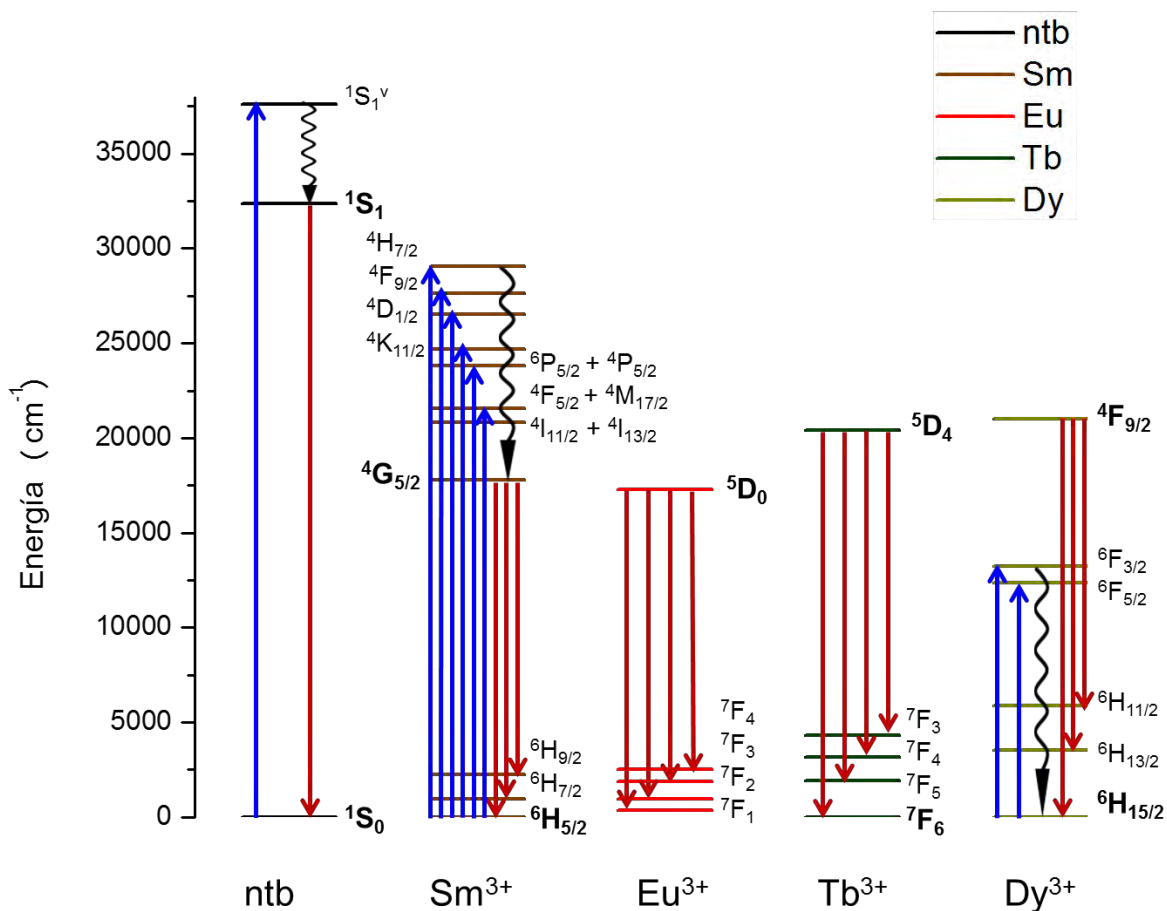 ntb
Sm
Eu
Tb
Dy
Energía (cm-1)
35000
30000
25000
20000
15000
10000
5000
0
1S1v
1S1
1S0
4H7/2
4F9/2
4D1/2
4K11/2
6P5/2 + 4P5/2
4F5/2 + 4M17/2
4I11/2 + 4I13/2
4G5/2
6H9/2
6H7/2
6H5/2
5D0
7F4
7F3
7F2
7F1
5D4
7F3
7F4
7F5
7F6
4F9/2
6F3/2
6F5/2
6H11/2
6H13/2
6H15/2
ntb
Sm3+
Eu3+
Tb3+
Dy3+